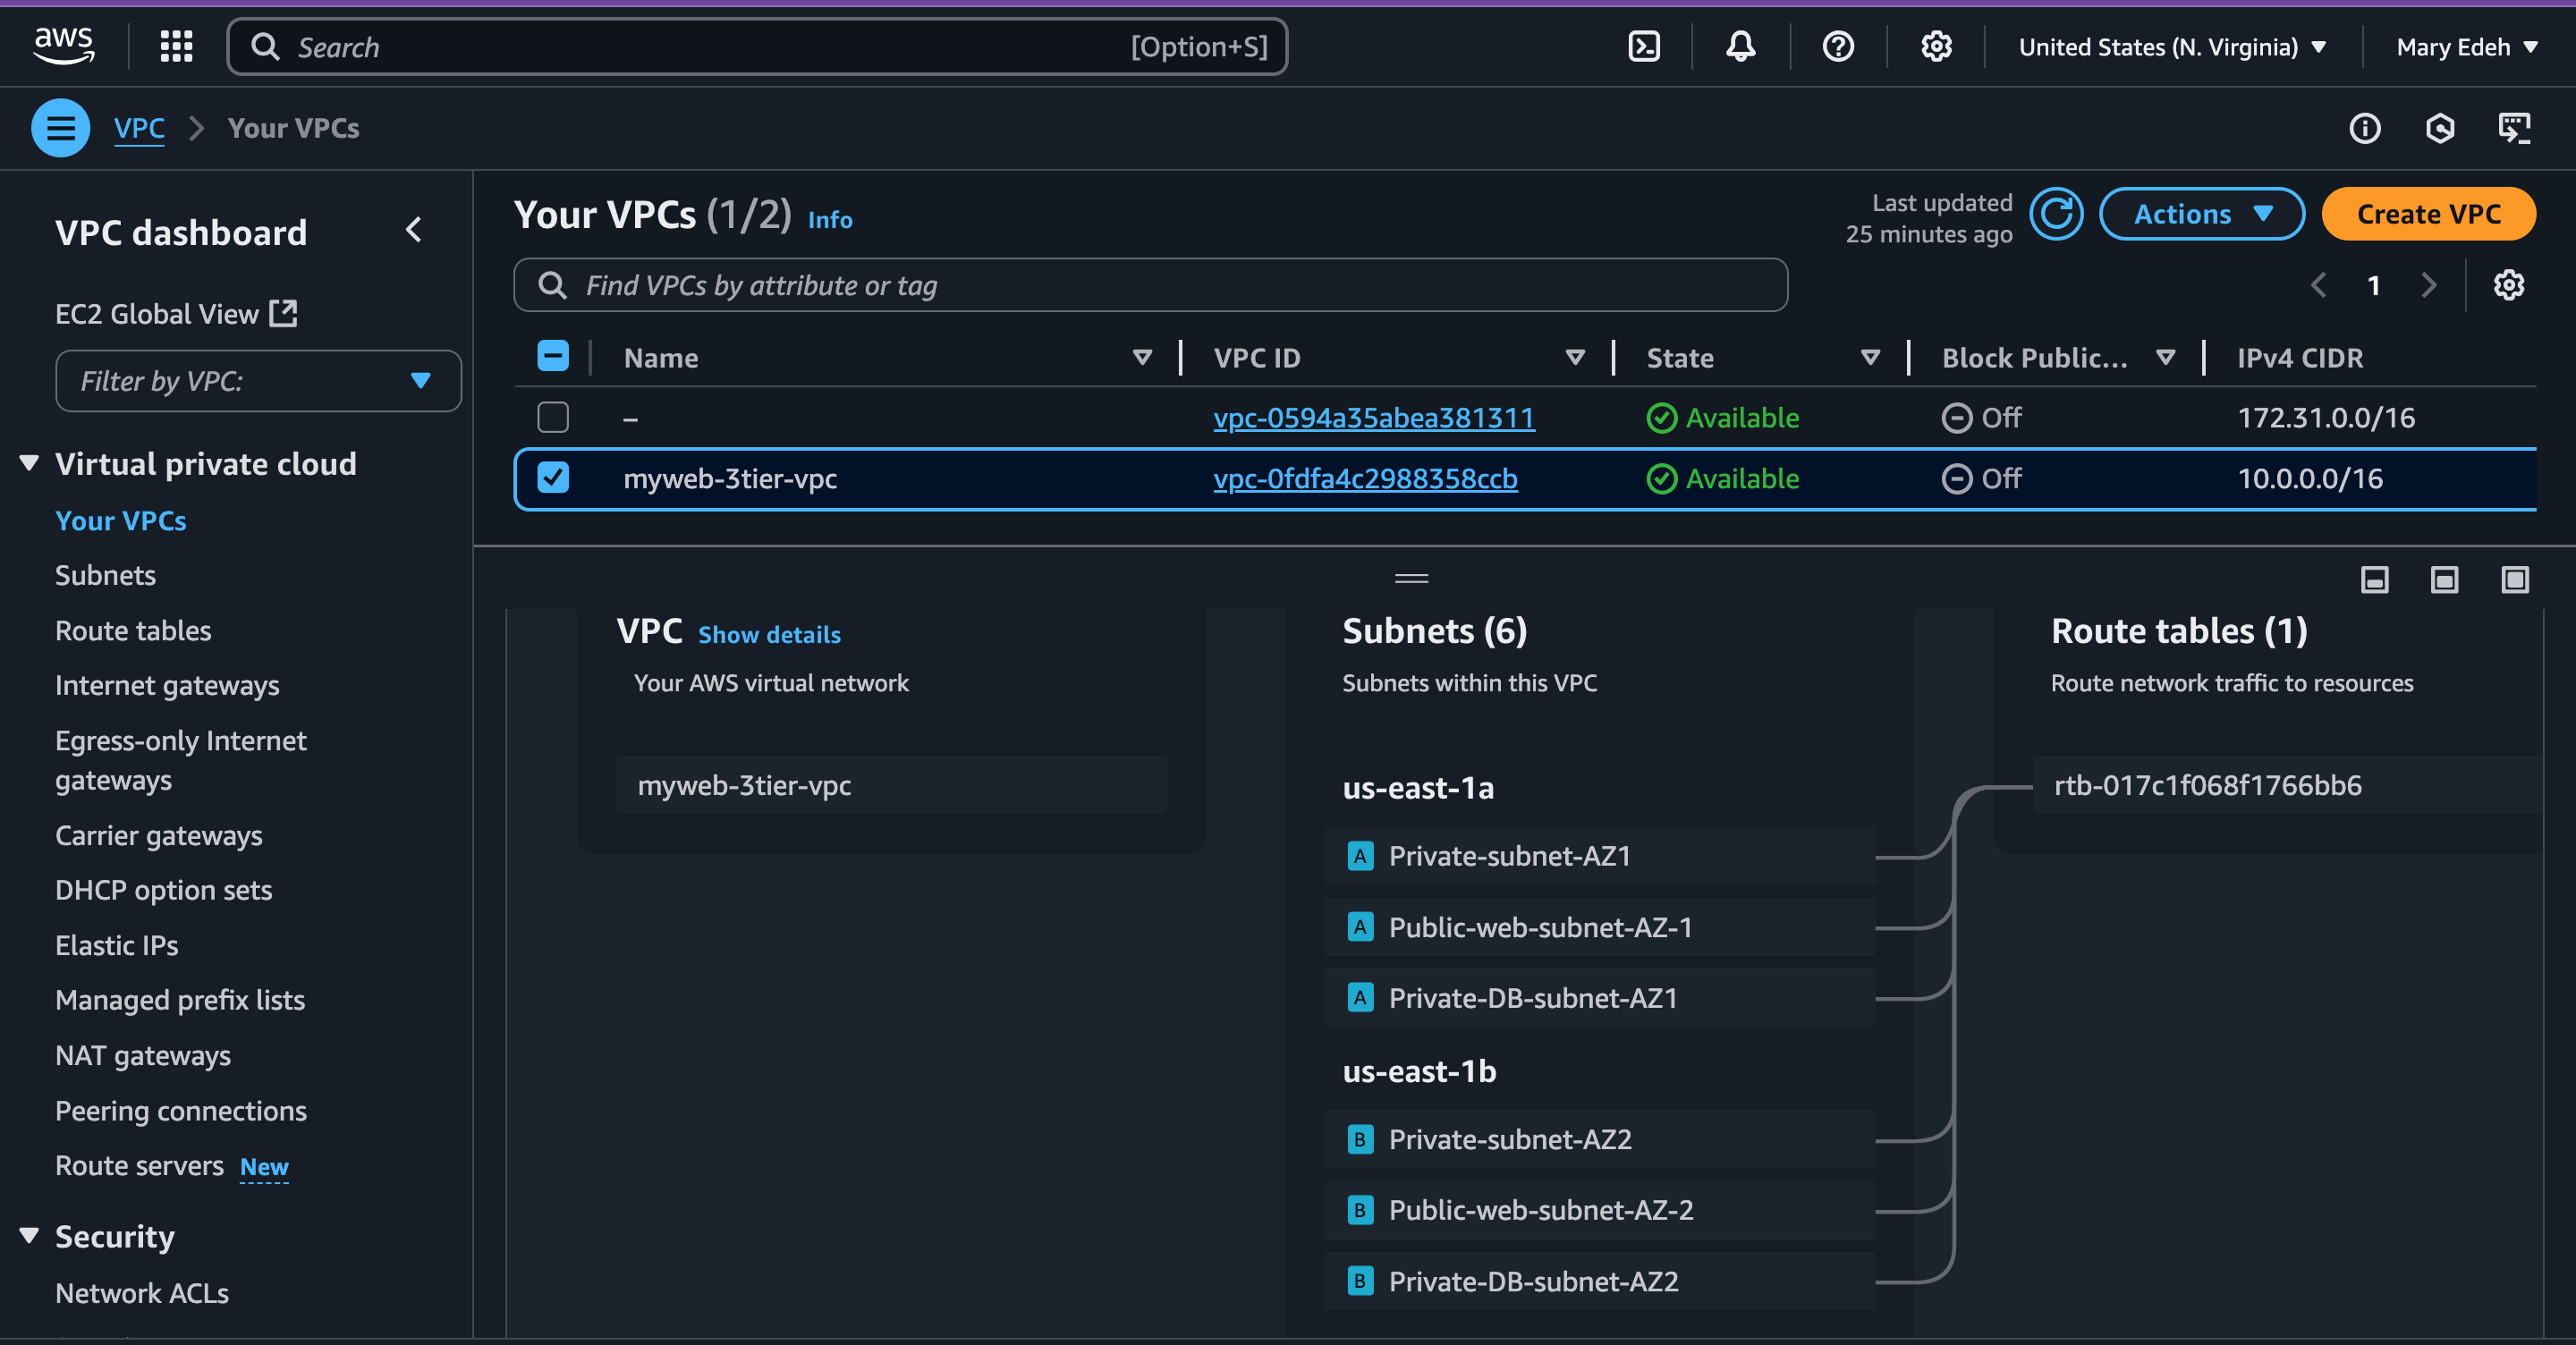 aws
Search [Option+S]
United States (N. Virginia)
Mary Edeh
VPC
Your VPCs
VPC dashboard
EC2 Global View
Filter by VPC:
Virtual private cloud
Your VPCs
Subnets
Route tables
Internet gateways
Egress-only Internet
gateways
Carrier gateways
DHCP option sets
Elastic IPs
Managed prefix lists
NAT gateways
Peering connections
Route servers New
Security
Network ACLs
Your VPCs (1/2) Info
Last updated
25 minutes ago
Actions
Create VPC
Find VPCs by attribute or tag
1
Name VPC ID State Block Public... IPv4 CIDR
– vpc-0594a35abea381311 Available Off 172.31.0.0/16
myweb-3tier-vpc vpc-0fdfa4c2988358ccb Available Off 10.0.0.0/16
VPC Show details
Your AWS virtual network
myweb-3tier-vpc
Subnets (6)
Subnets within this VPC
us-east-1a
A Private-subnet-AZ1
A Public-web-subnet-AZ-1
A Private-DB-subnet-AZ1
us-east-1b
B Private-subnet-AZ2
B Public-web-subnet-AZ-2
B Private-DB-subnet-AZ2
Route tables (1)
Route network traffic to resources
rtb-017c1f068f1766bb6